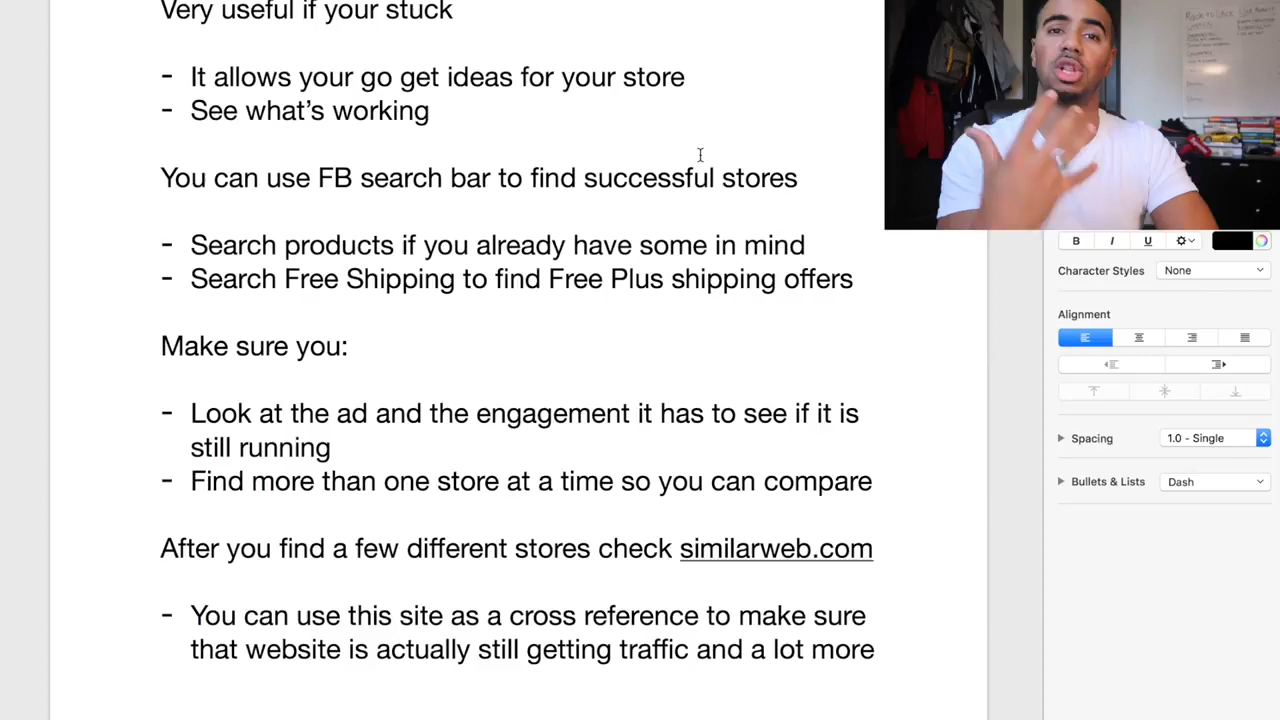 Very useful if your stuck
- It allows your go get ideas for your store
- See what's working
You can use FB search bar to find successful stores
- Search products if you already have some in mind
- Search Free Shipping to find Free Plus shipping offers
Make sure you:
- Look at the ad and the engagement it has to see if it is
still running
- Find more than one store at a time so you can compare
After you find a few different stores check similarweb.com
- You can use this site as a cross reference to make sure
that website is actually still getting traffic and a lot more
B I U
Character Styles None
Alignment
Spacing 1.0 - Single
Bullets & Lists Dash